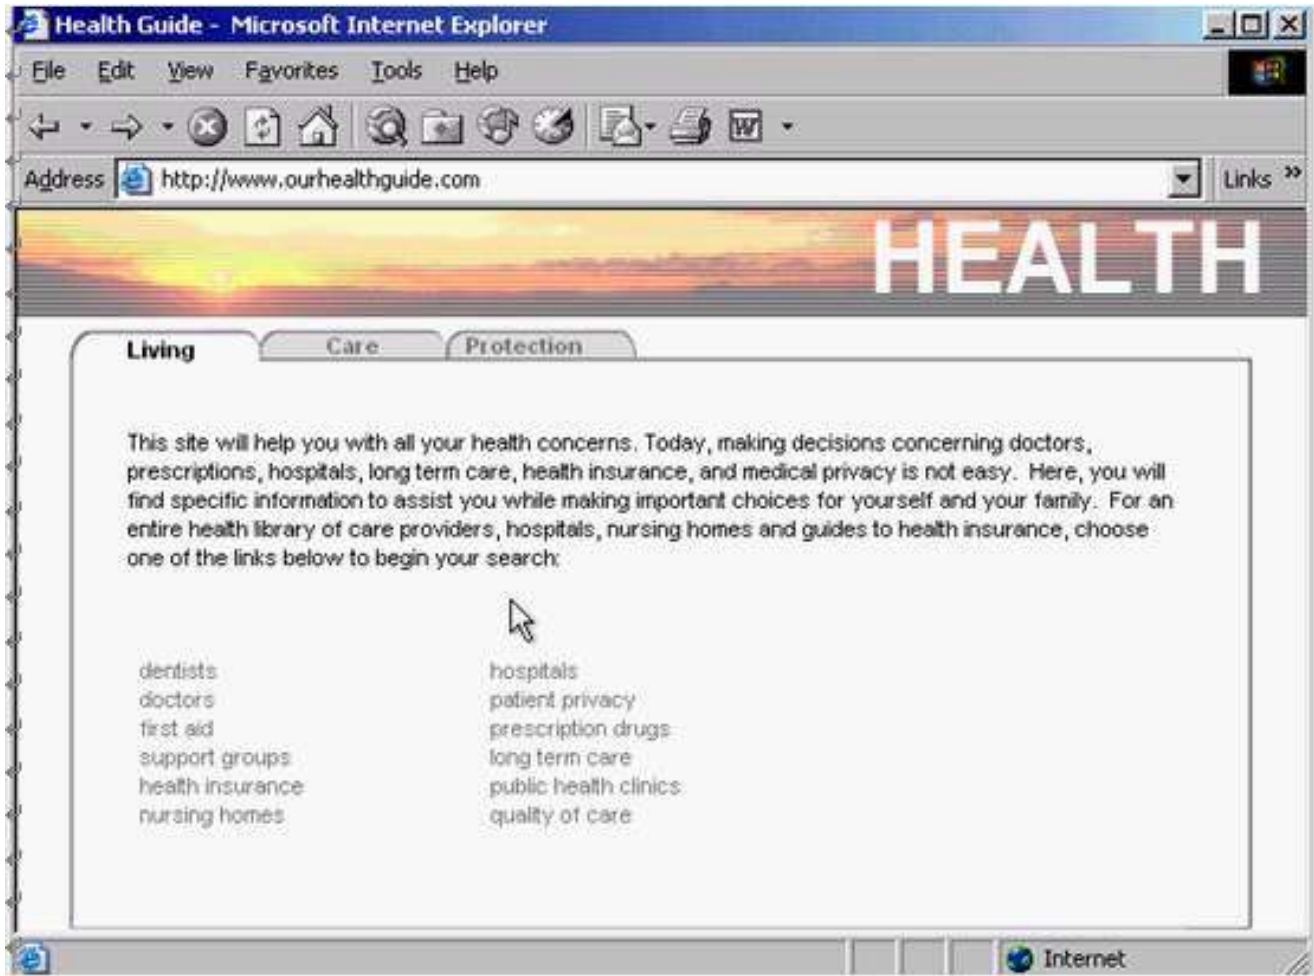 Health Guide - Microsoft Internet Explorer
File Edit View Favorites Tools Help
W
Address http://www.ourhealthguide.com Links »
HEALTH
Living Care Protection
This site will help you with all your health concerns. Today, making decisions concerning doctors,
prescriptions, hospitals, long term care, health insurance, and medical privacy is not easy. Here, you will
find specific information to assist you while making important choices for yourself and your family. For an
entire health library of care providers, hospitals, nursing homes and guides to health insurance, choose
one of the links below to begin your search:
dentists hospitals
doctors patient privacy
first aid prescription drugs
support groups long term care
health insurance public health clinics
nursing homes quality of care
Internet